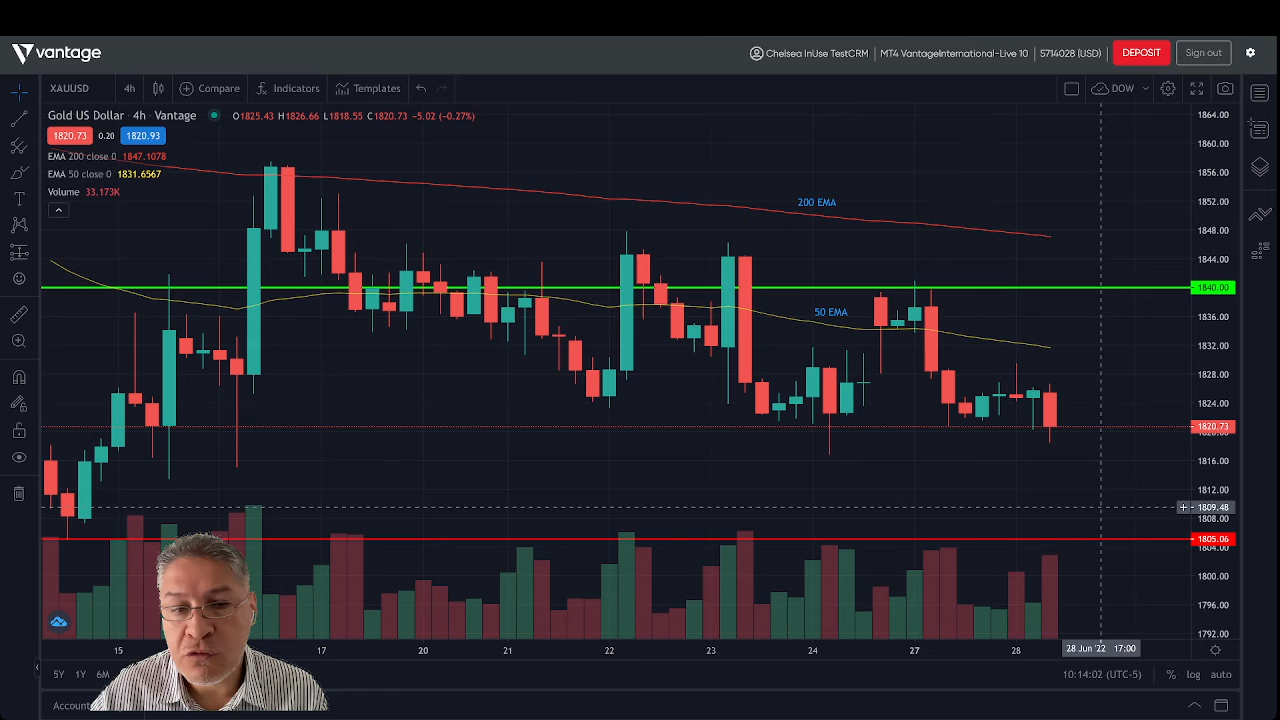 vantage
Chelsea InUse TestCRM | MT4 VantageInternational-Live 10 | 5714028 (USD) DEPOSIT Sign out
XAUUSD 4h Compare Indicators Templates DOW
Gold US Dollar · 4h · Vantage O1825.43 H1826.66 L1818.55 C1820.73 −5.02 (−0.27%)
1820.73 0.20 1820.93
EMA 200 close 0 1847.1078
EMA 50 close 0 1831.6567
Volume 33.173K
200 EMA
50 EMA
1864.00
1860.00
1856.00
1852.00
1848.00
1844.00
1840.00
1836.00
1832.00
1828.00
1824.00
1820.73
1820.00
1816.00
1812.00
1809.48
1808.00
1805.06
1804.00
1800.00
1796.00
1792.00
15 17 20 21 22 23 24 27 28 28 Jun '22 17:00
5Y 1Y 6M 10:14:02 (UTC-5) % log auto
Account